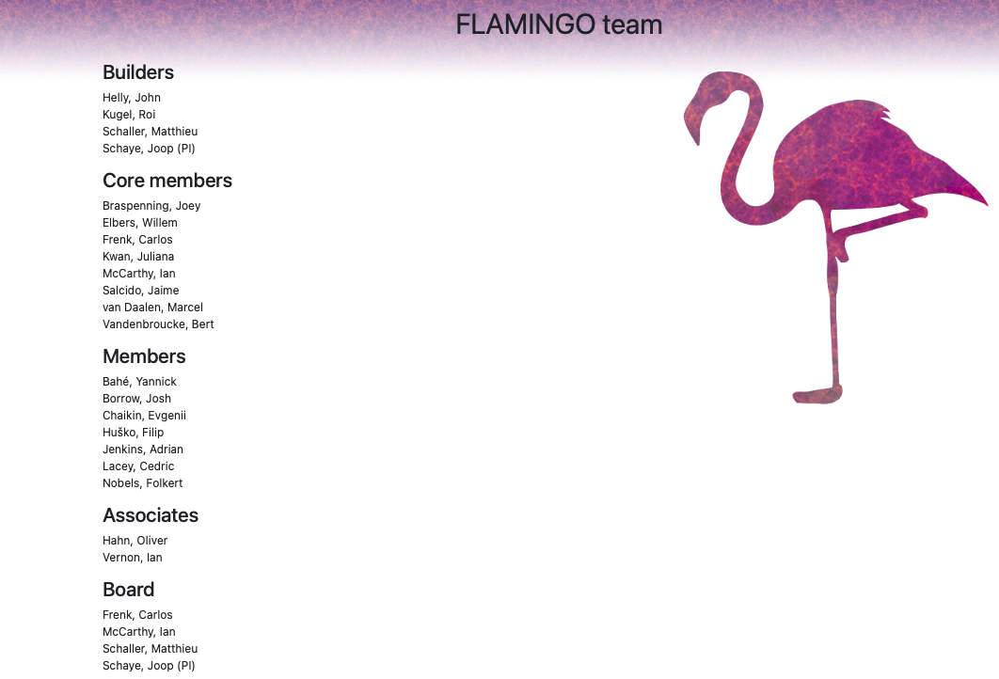 FLAMINGO team
Builders
Helly, John
Kugel, Roi
Schaller, Matthieu
Schaye, Joop (PI)
Core members
Braspenning, Joey
Elbers, Willem
Frenk, Carlos
Kwan, Juliana
McCarthy, Ian
Salcido, Jaime
van Daalen, Marcel
Vandenbroucke, Bert
Members
Bahé, Yannick
Borrow, Josh
Chaikin, Evgenii
Huško, Filip
Jenkins, Adrian
Lacey, Cedric
Nobels, Folkert
Associates
Hahn, Oliver
Vernon, Ian
Board
Frenk, Carlos
McCarthy, Ian
Schaller, Matthieu
Schaye, Joop (PI)